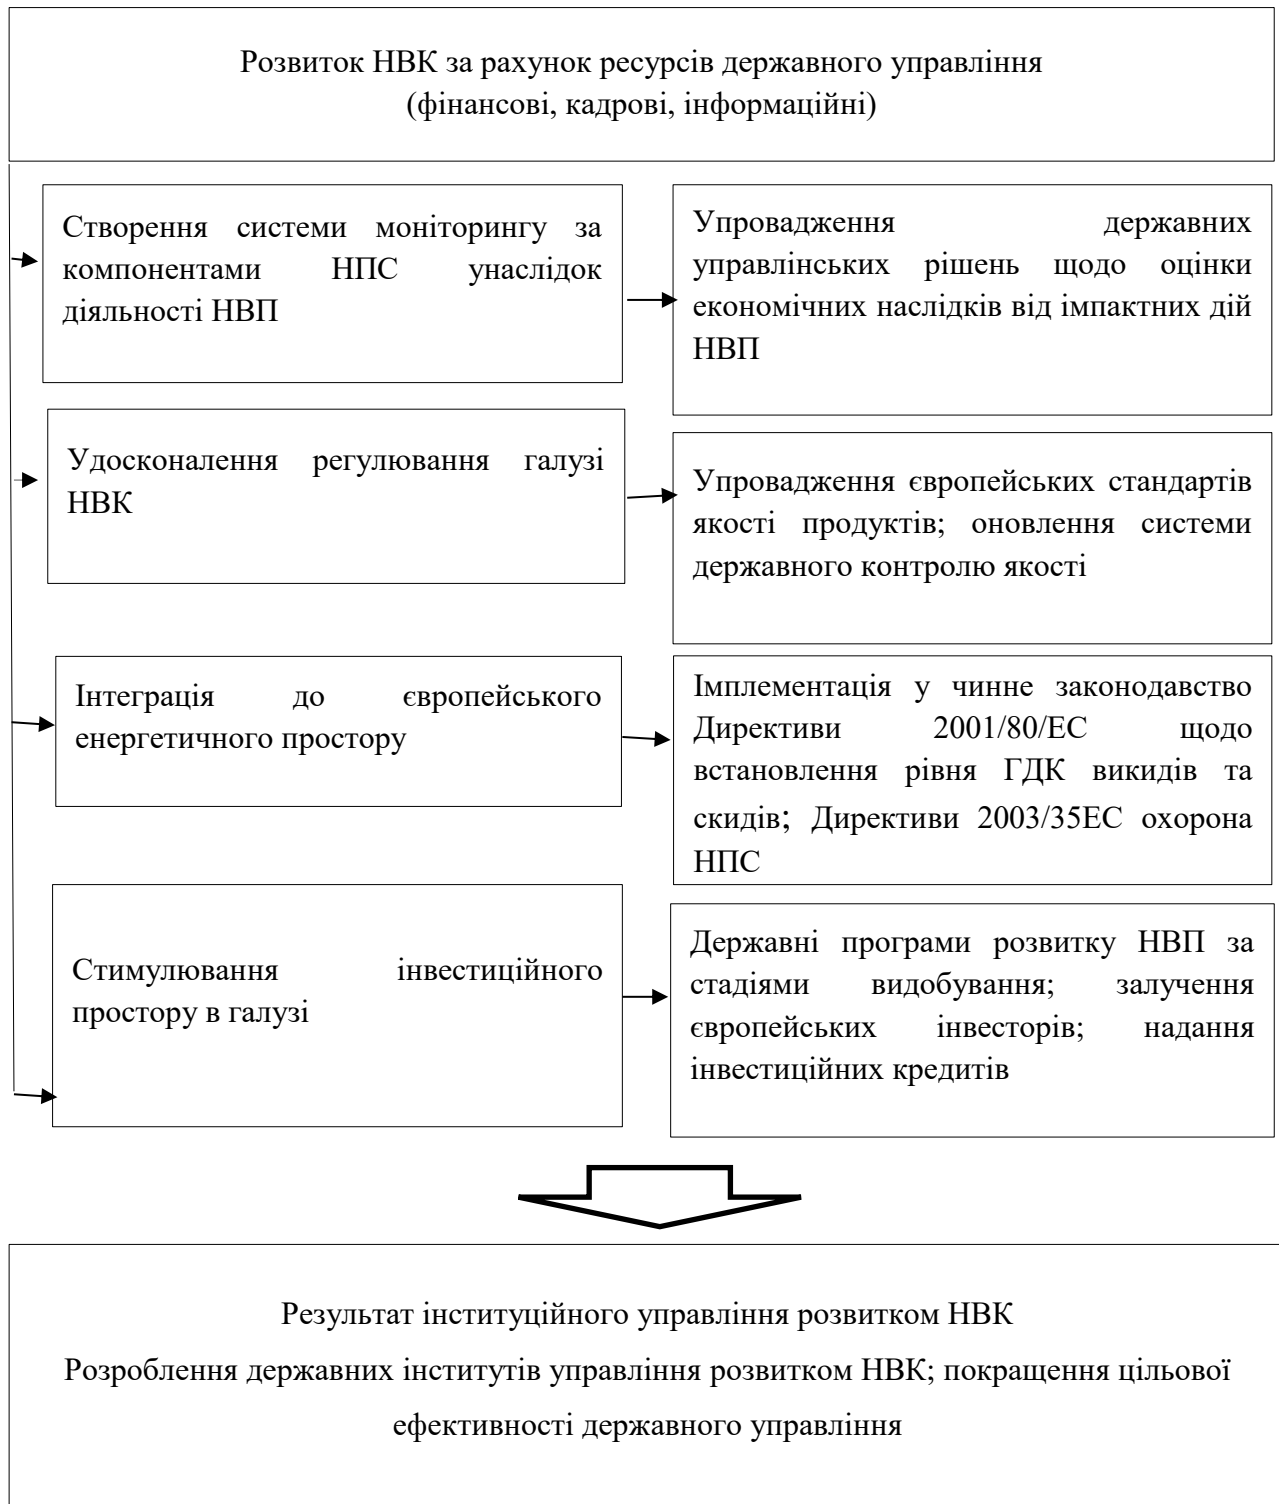 Розвиток НВК за рахунок ресурсів державного управління
(фінансові, кадрові, інформаційні)
Створення системи моніторингу за
компонентами НПС унаслідок
діяльності НВП
Упровадження державних
управлінських рішень щодо оцінки
економічних наслідків від імпактних дій
НВП
Удосконалення регулювання галузі
НВК
Упровадження європейських стандартів
якості продуктів; оновлення системи
державного контролю якості
Інтеграція до європейського
енергетичного простору
Імплементація у чинне законодавство
Директиви 2001/80/ЕС щодо
встановлення рівня ГДК викидів та
скидів; Директиви 2003/35ЕС охорона
НПС
Стимулювання інвестиційного
простору в галузі
Державні програми розвитку НВП за
стадіями видобування; залучення
європейських інвесторів; надання
інвестиційних кредитів
Результат інституційного управління розвитком НВК
Розроблення державних інститутів управління розвитком НВК; покращення цільової
ефективності державного управління